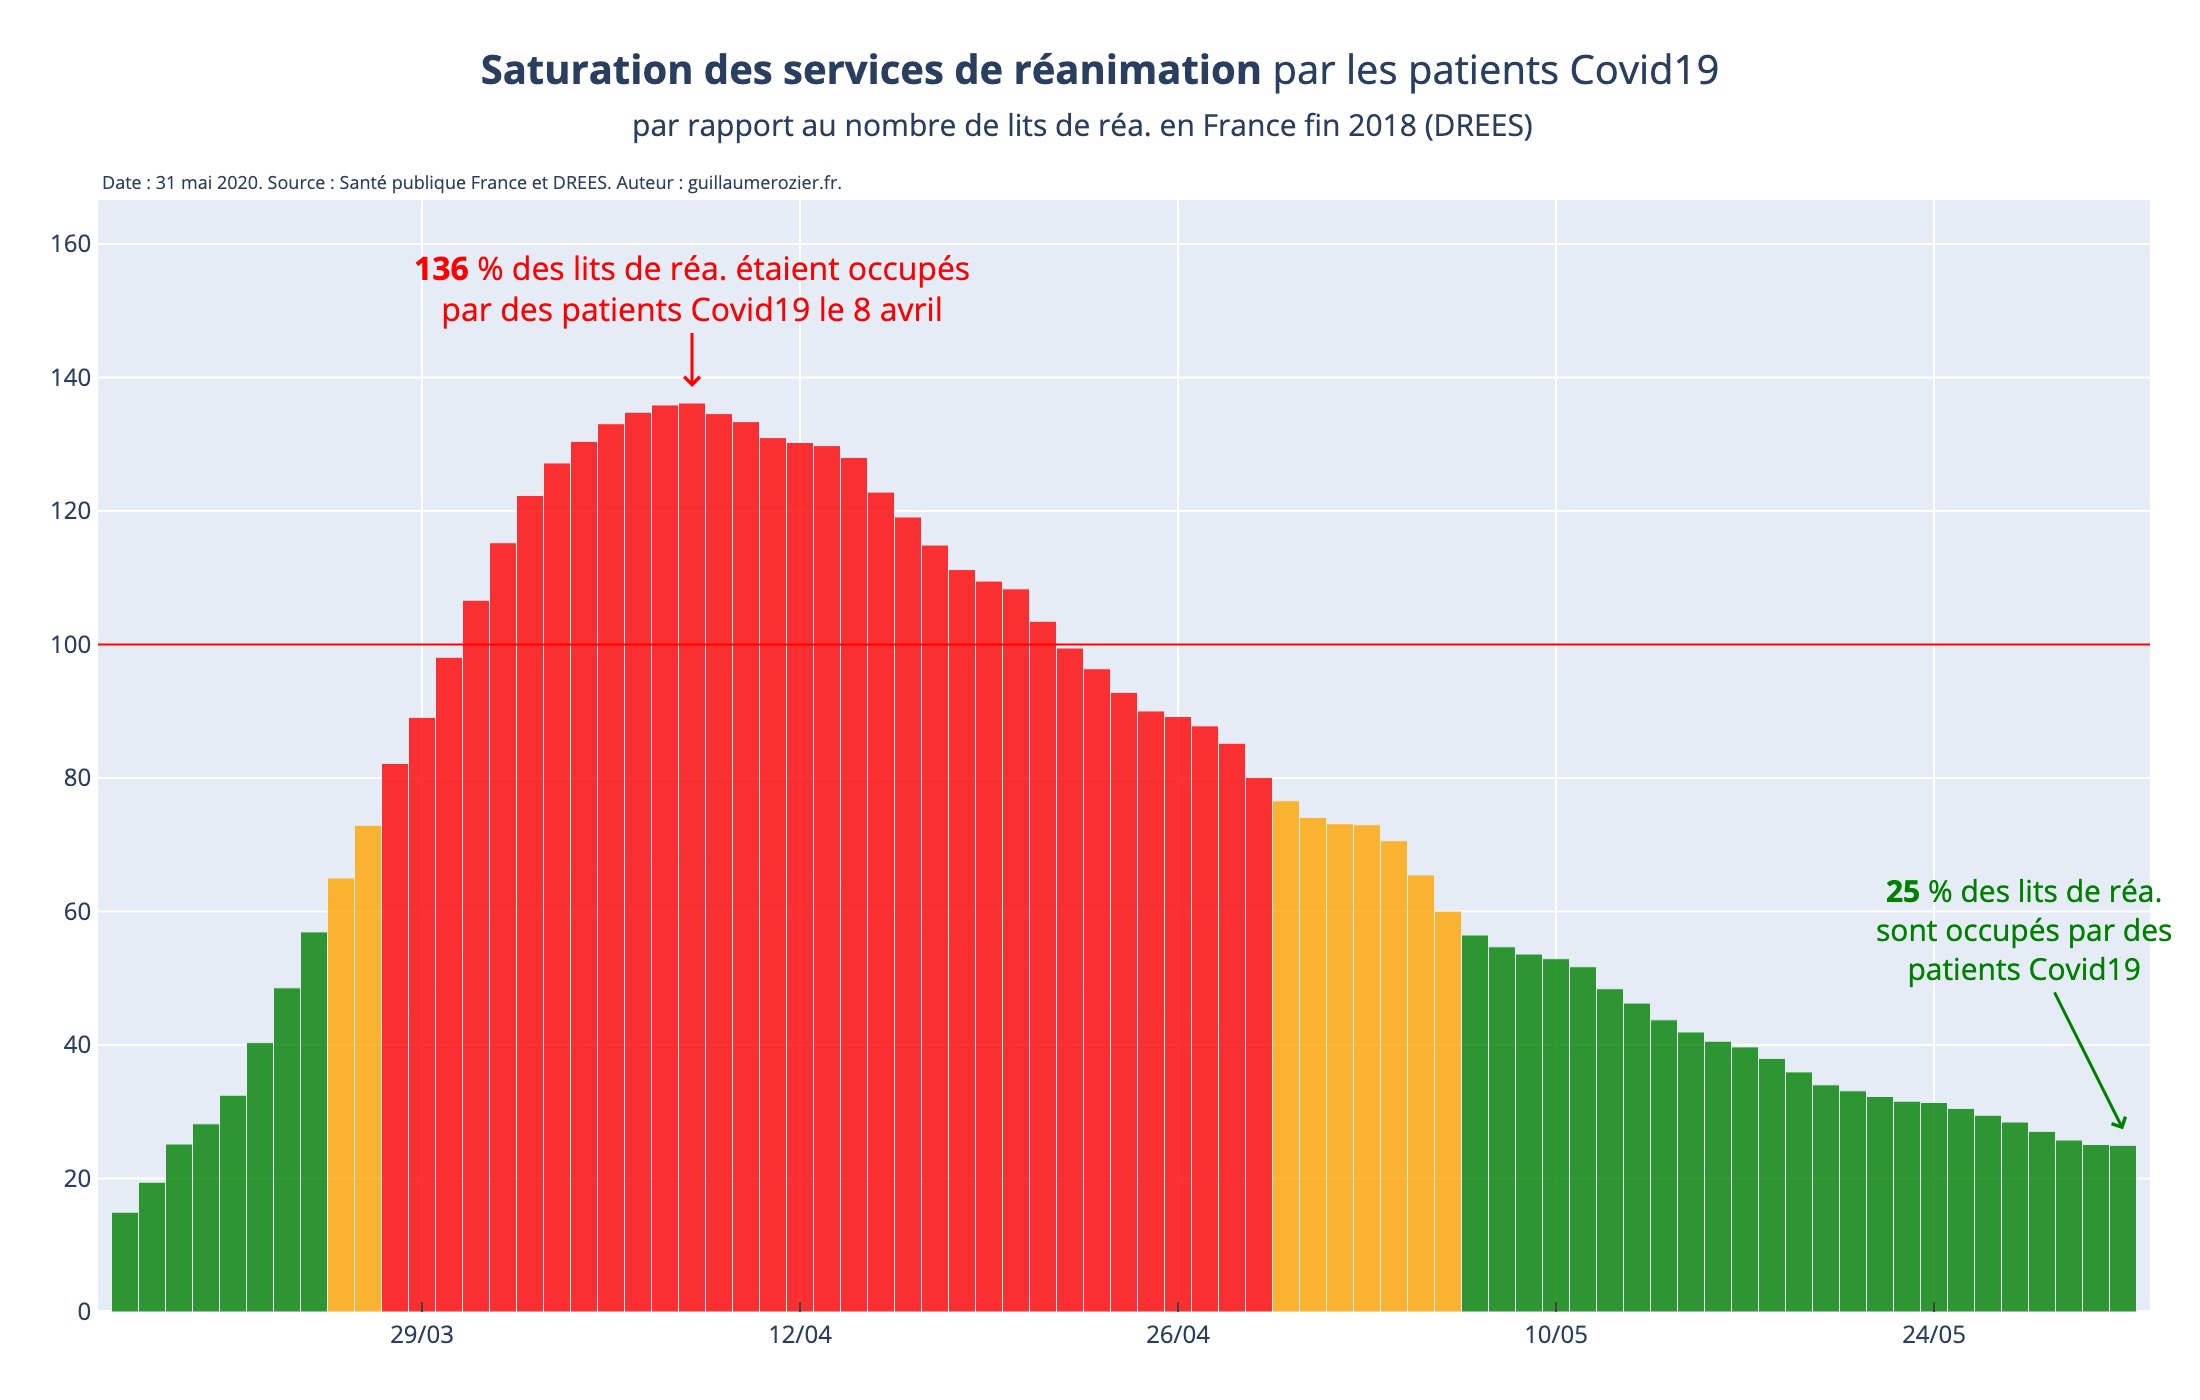 Saturation des services de réanimation par les patients Covid19
par rapport au nombre de lits de réa. en France fin 2018 (DREES)
Date : 31 mai 2020. Source : Santé publique France et DREES. Auteur : guillaumerozier.fr.
160
136 % des lits de réa. étaient occupés
par des patients Covid19 le 8 avril
140
120
100
80
60
25 % des lits de réa.
sont occupés par des
patients Covid19
40
20
0
29/03
12/04
26/04
10/05
24/05